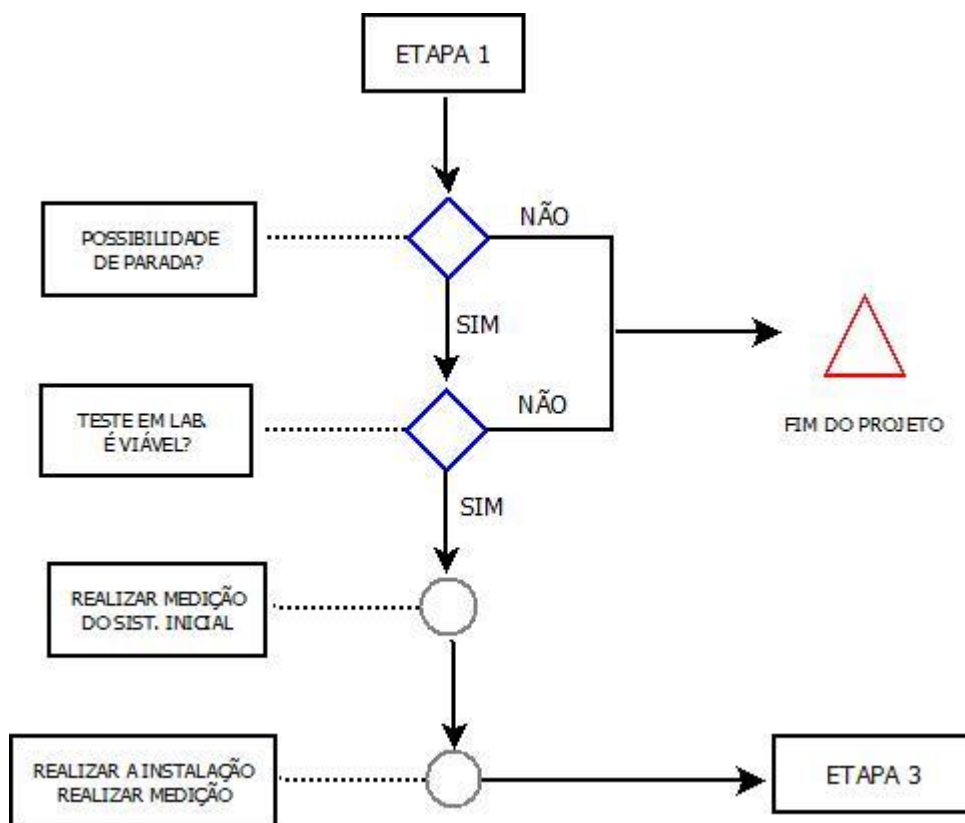 ETAPA 1
POSSIBILIDADE
DE PARADA?
NÃO
SIM
TESTE EM LAB.
É VIÁVEL?
NÃO
FIM DO PROJETO
SIM
REALIZAR MEDIÇÃO
DO SIST. INICIAL
REALIZAR A INSTALAÇÃO
REALIZAR MEDIÇÃO
ETAPA 3